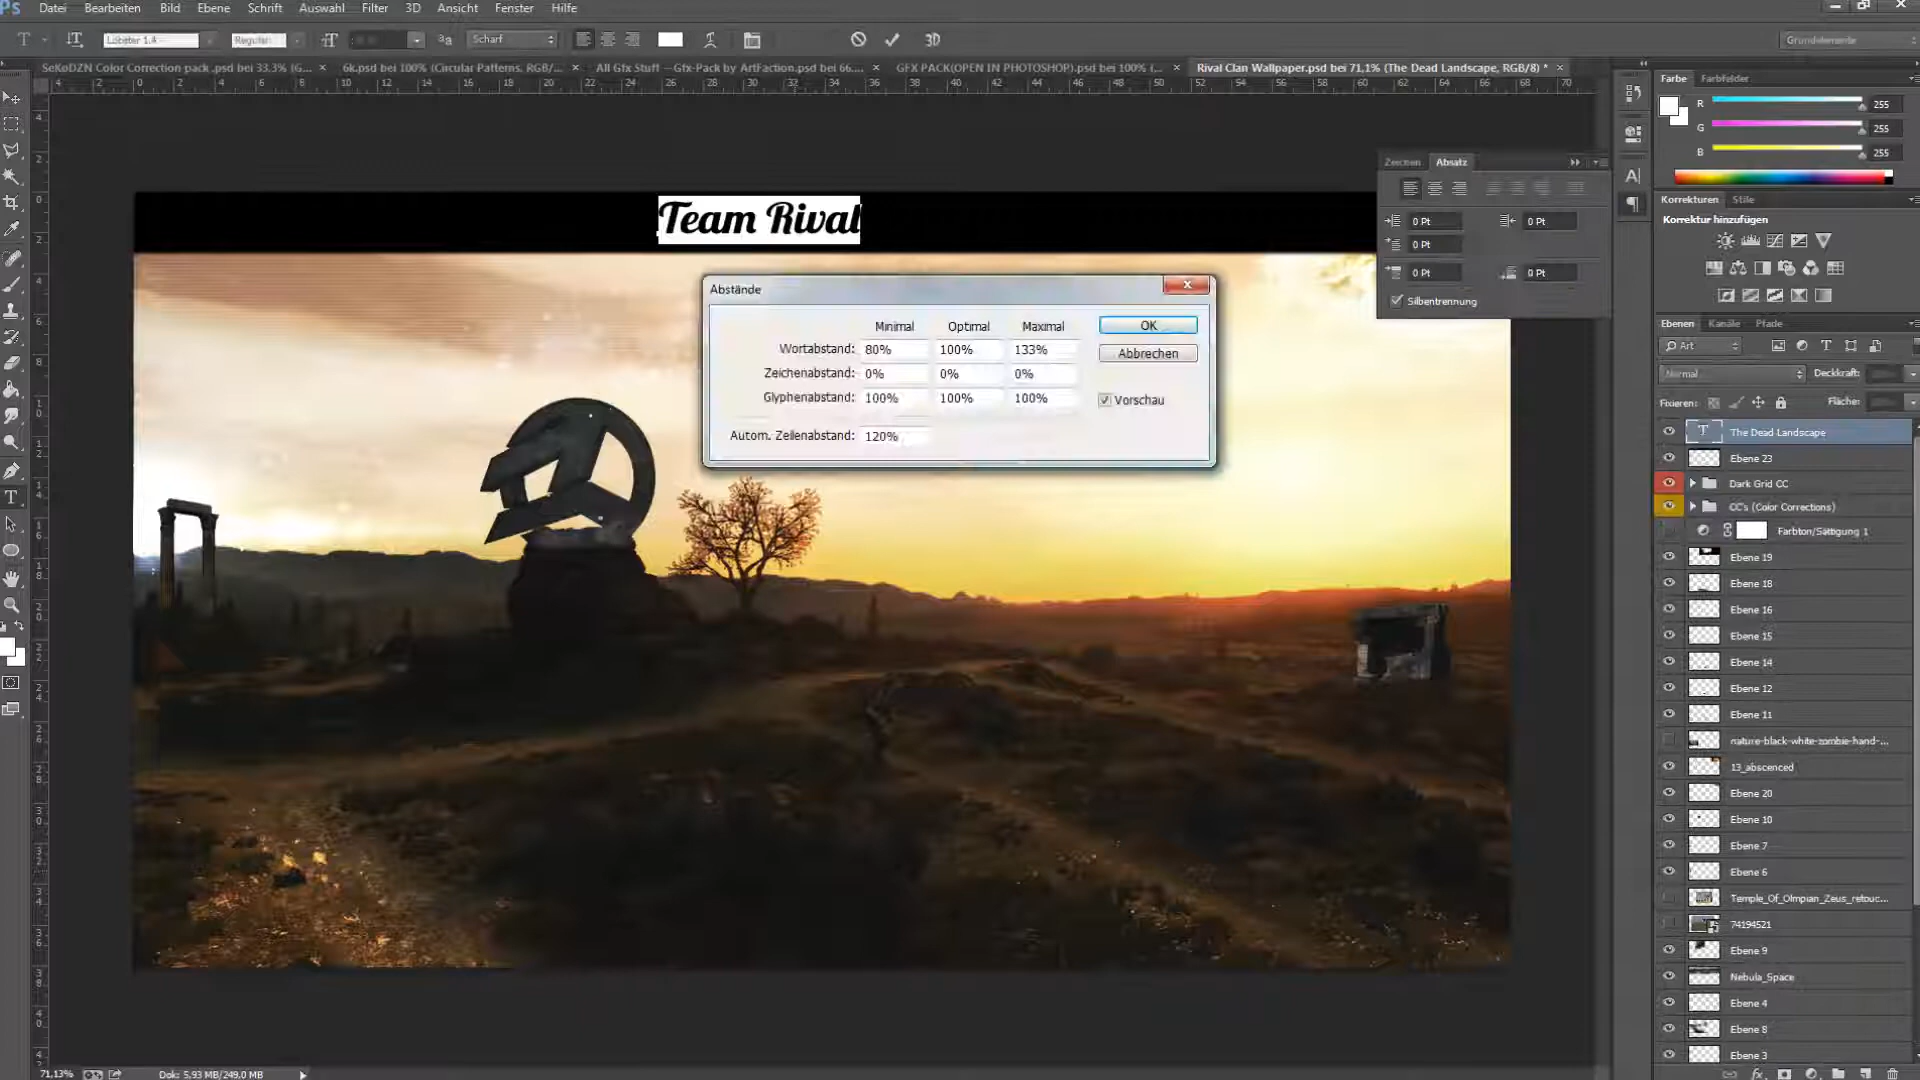 Ps Datei Bearbeiten Bild Ebene Schrift Auswahl Filter 3D Ansicht Fenster Hilfe
Lobster 1.4 Regular Scharf 3D Grundelemente
SeKoDZN Color Correction pack .psd bei 33.3% (G... × 6k.psd bei 100% (Circular Patterns, RGB/... × All Gfx Stuff --Gfx-Pack by ArtFaction.psd bei 66.... × GFX PACK(OPEN IN PHOTOSHOP).psd bei 100% (... × Rival Clan Wallpaper.psd bei 71,1% (The Dead Landscape, RGB/8) * ×
Team Rival
Abstände
Minimal Optimal Maximal
Wortabstand: 80% 100% 133%
Zeichenabstand: 0% 0% 0%
Glyphenabstand: 100% 100% 100%
Autom. Zeilenabstand: 120%
OK
Abbrechen
Vorschau
Zeichen Absatz
0 Pt 0 Pt
0 Pt
0 Pt 0 Pt
Silbentrennung
Farbe Farbfelder
R 255
G 255
B 255
Korrekturen Stile
Korrektur hinzufügen
Ebenen Kanäle Pfade
Art
Normal Deckkraft:
Fixieren: Fläche:
The Dead Landscape
Ebene 23
Dark Grid CC
CC's (Color Corrections)
Farbton/Sättigung 1
Ebene 19
Ebene 18
Ebene 16
Ebene 15
Ebene 14
Ebene 12
Ebene 11
nature-black-white-zombie-hand-...
13_abscenced
Ebene 20
Ebene 10
Ebene 7
Ebene 6
Temple_Of_Olmpian_Zeus_retouc...
74194521
Ebene 9
Nebula_Space
Ebene 4
Ebene 8
Ebene 3
71,13% Dok: 5,93 MB/249,0 MB